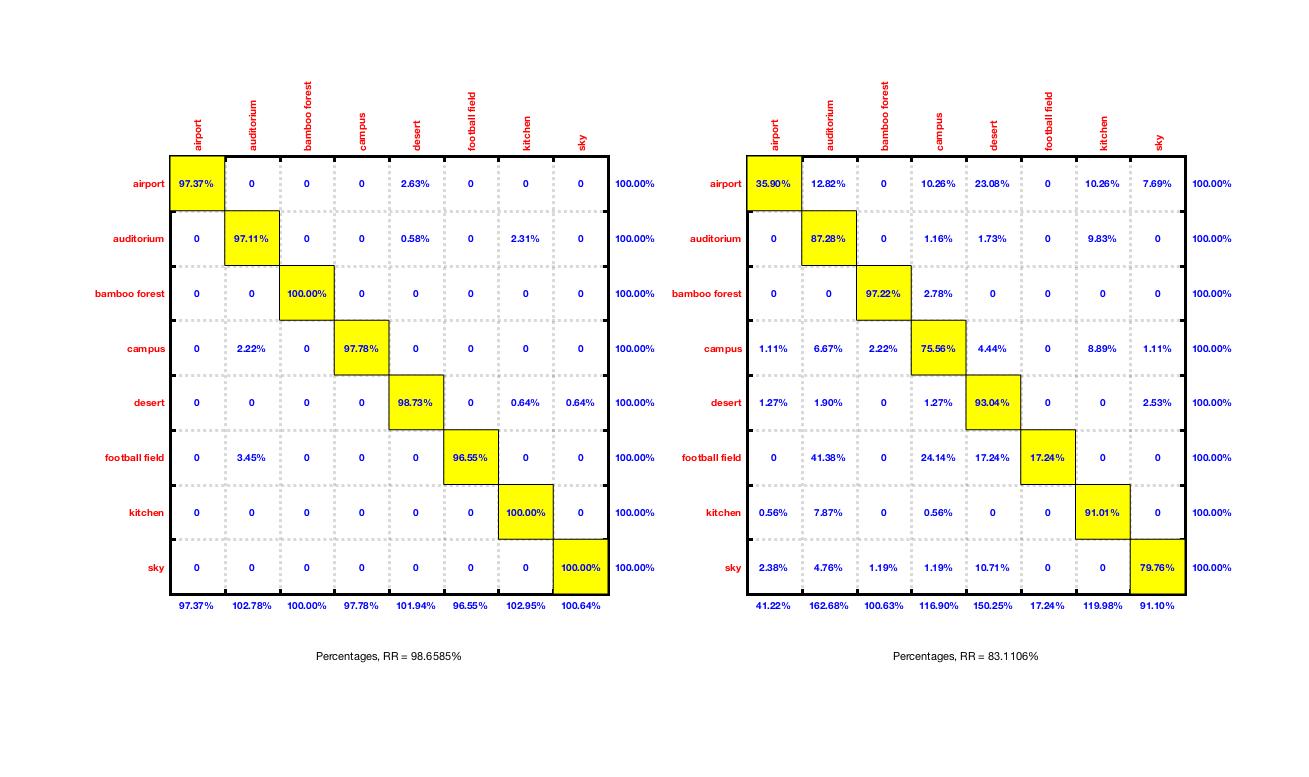 airport auditorium bamboo forest campus desert football field kitchen sky
airport 97.37% 0 0 0 2.63% 0 0 0 100.00%
auditorium 0 97.11% 0 0 0.58% 0 2.31% 0 100.00%
bamboo forest 0 0 100.00% 0 0 0 0 0 100.00%
campus 0 2.22% 0 97.78% 0 0 0 0 100.00%
desert 0 0 0 0 98.73% 0 0.64% 0.64% 100.00%
football field 0 3.45% 0 0 0 96.55% 0 0 100.00%
kitchen 0 0 0 0 0 0 100.00% 0 100.00%
sky 0 0 0 0 0 0 0 100.00% 100.00%
97.37% 102.78% 100.00% 97.78% 101.94% 96.55% 102.95% 100.64%
Percentages, RR = 98.6585%
airport auditorium bamboo forest campus desert football field kitchen sky
airport 35.90% 12.82% 0 10.26% 23.08% 0 10.26% 7.69% 100.00%
auditorium 0 87.28% 0 1.16% 1.73% 0 9.83% 0 100.00%
bamboo forest 0 0 97.22% 2.78% 0 0 0 0 100.00%
campus 1.11% 6.67% 2.22% 75.56% 4.44% 0 8.89% 1.11% 100.00%
desert 1.27% 1.90% 0 1.27% 93.04% 0 0 2.53% 100.00%
football field 0 41.38% 0 24.14% 17.24% 17.24% 0 0 100.00%
kitchen 0.56% 7.87% 0 0.56% 0 0 91.01% 0 100.00%
sky 2.38% 4.76% 1.19% 1.19% 10.71% 0 0 79.76% 100.00%
41.22% 162.68% 100.63% 116.90% 150.25% 17.24% 119.98% 91.10%
Percentages, RR = 83.1106%